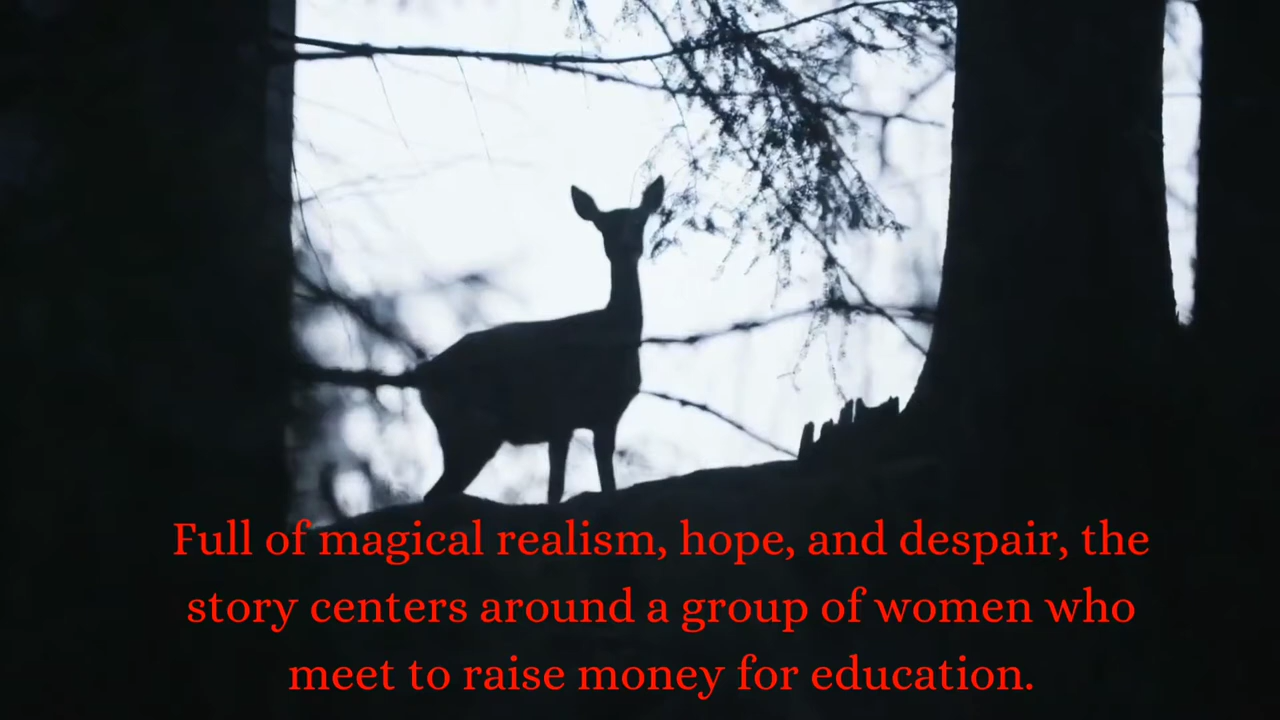 Full of magical realism, hope, and despair, the
story centers around a group of women who
meet to raise money for education.